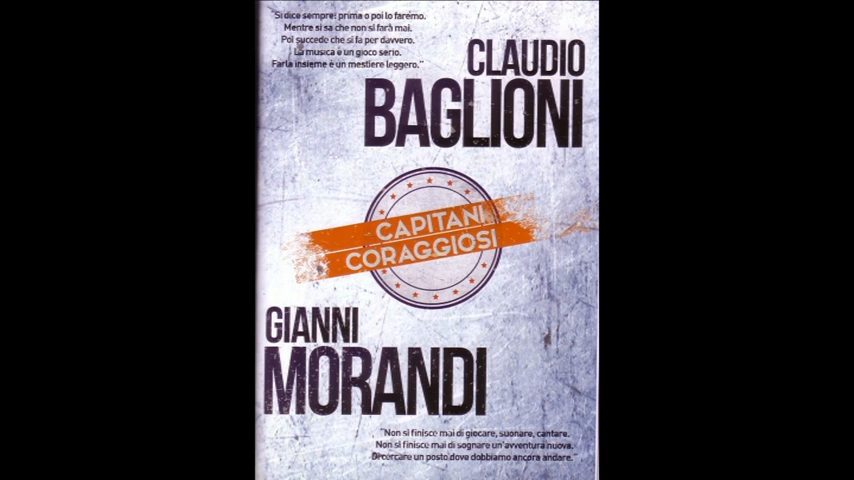 "Si dice sempre: prima o poi lo faremo.
Mentre si sa che non si farà mai.
Poi succede che si fa per davvero.
La musica è un gioco serio.
Farla insieme è un mestiere leggero."
CLAUDIO
BAGLIONI
CAPITANI
CORAGGIOSI
GIANNI
MORANDI
"Non si finisce mai di giocare, suonare, cantare.
Non si finisce mai di sognare un'avventura nuova.
Di cercare un posto dove dobbiamo ancora andare."